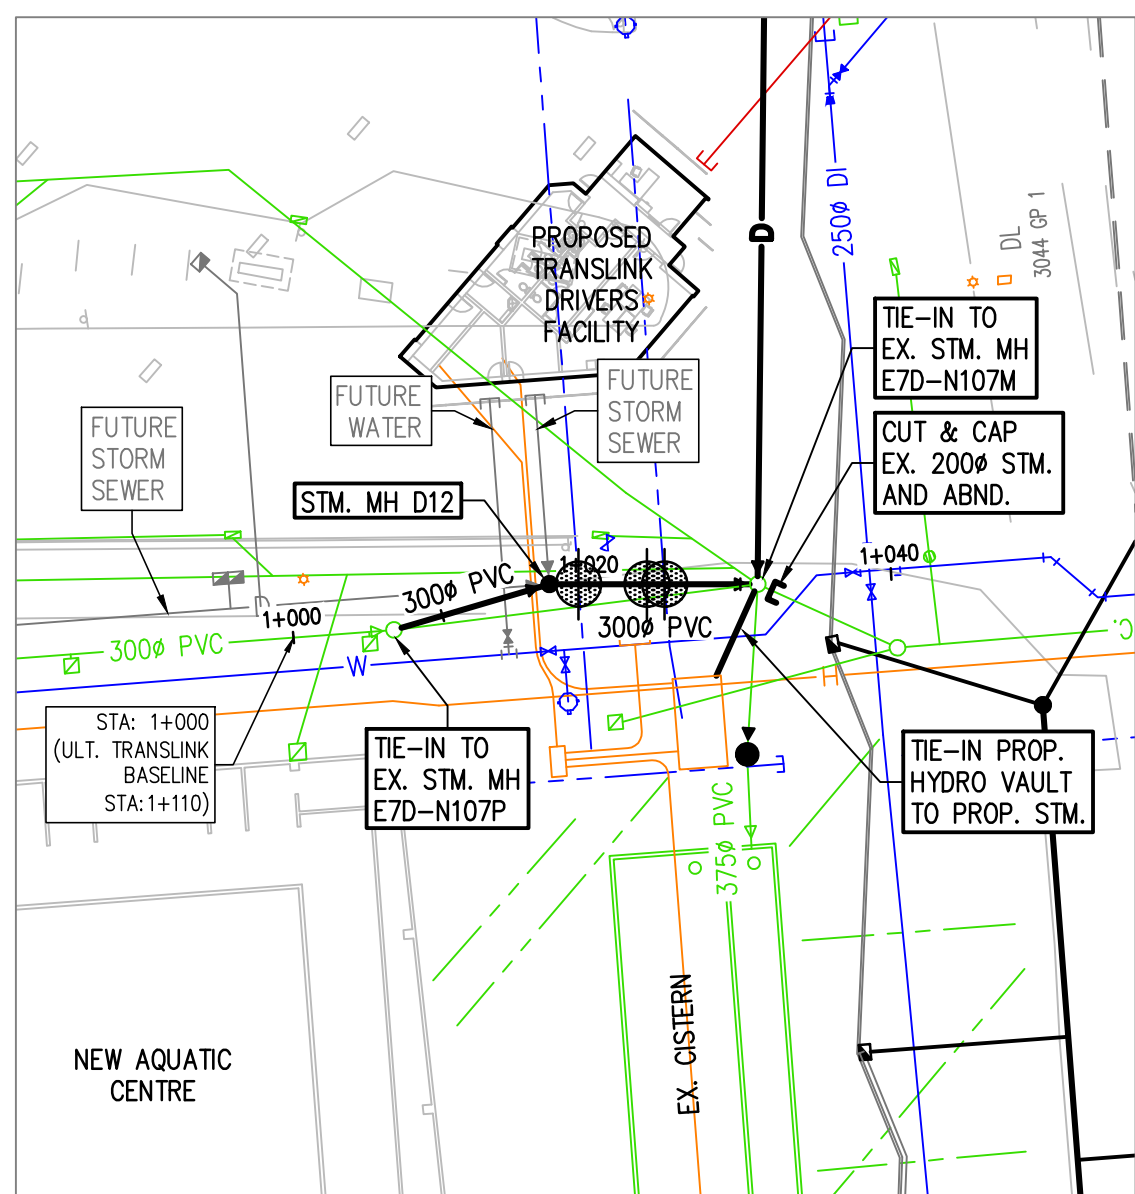 D
250ø DI
DL
3044 GP 1
PROPOSED
TRANSLINK
DRIVERS
FACILITY
TIE-IN TO
EX. STM. MH
E7D-N107M
FUTURE
WATER
FUTURE
STORM
SEWER
FUTURE
STORM
SEWER
CUT & CAP
EX. 200ø STM.
AND ABND.
STM. MH D12
1+020
1+040
300ø PVC
1+000
300ø PVC
300ø PVC
C.
W
STA: 1+000
(ULT. TRANSLINK
BASELINE
STA:1+110)
TIE-IN TO
EX. STM. MH
E7D-N107P
TIE-IN PROP.
HYDRO VAULT
TO PROP. STM.
375ø PVC
EX. CISTERN
NEW AQUATIC
CENTRE